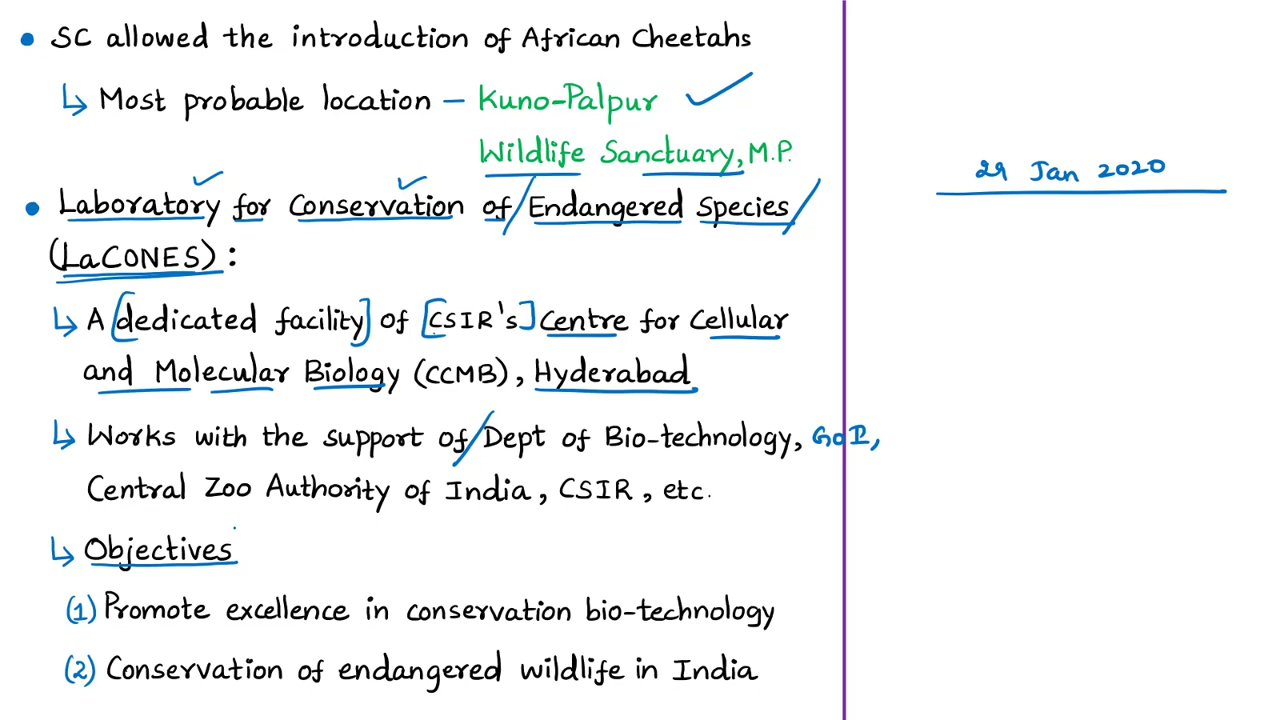 SC allowed the introduction of African Cheetahs
Most probable location – Kuno-Palpur
Wildlife Sanctuary, M.P.
Laboratory for Conservation of Endangered Species
(LaCONES) :
A [dedicated facility] of [CSIR's] Centre for Cellular
and Molecular Biology (CCMB), Hyderabad
Works with the support of Dept of Bio-technology, GoI,
Central Zoo Authority of India, CSIR, etc.
Objectives
(1) Promote excellence in conservation bio-technology
(2) Conservation of endangered wildlife in India
29 Jan 2020